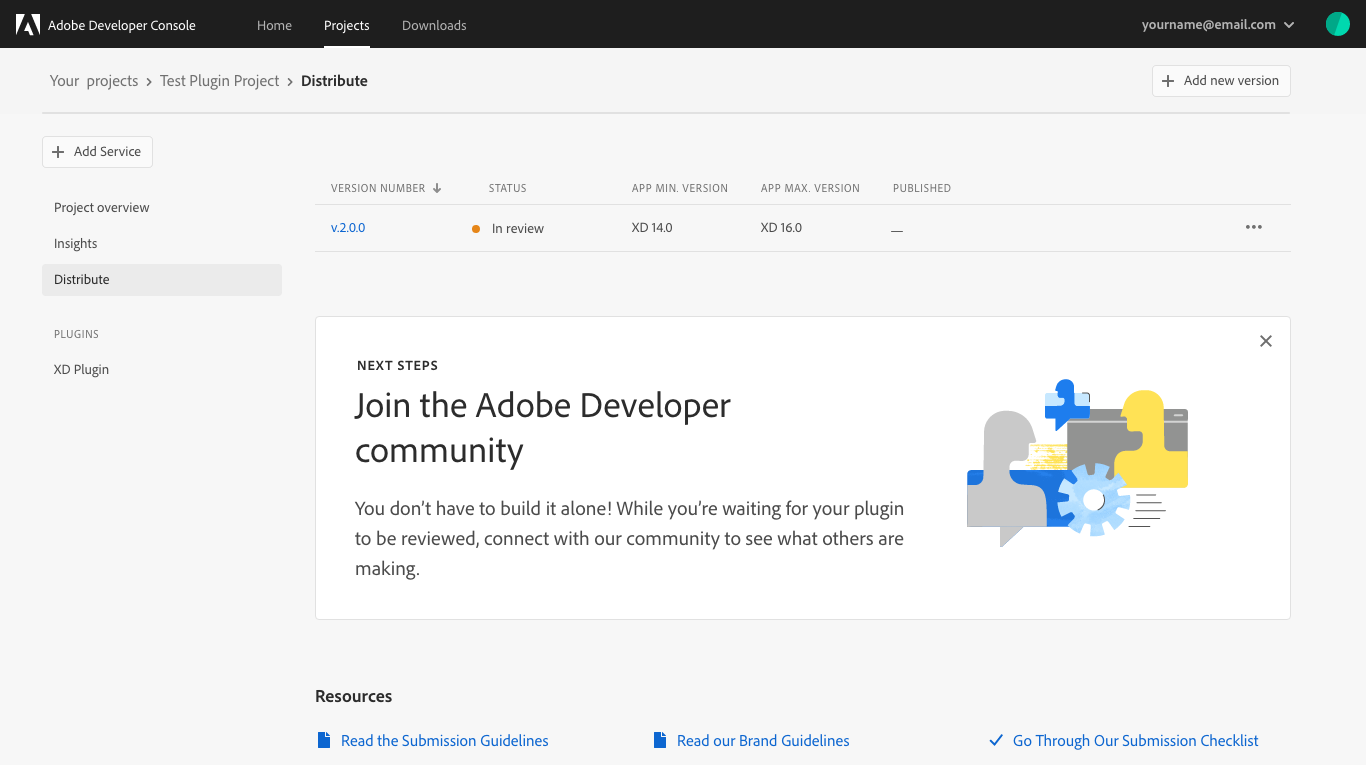 Adobe Developer Console Home Projects Downloads yourname@email.com
Your projects › Test Plugin Project › Distribute
Add new version
Add Service
Project overview
Insights
Distribute
PLUGINS
XD Plugin
VERSION NUMBER STATUS APP MIN. VERSION APP MAX. VERSION PUBLISHED
v.2.0.0 In review XD 14.0 XD 16.0 —
NEXT STEPS
Join the Adobe Developer
community
You don’t have to build it alone! While you’re waiting for your plugin
to be reviewed, connect with our community to see what others are
making.
Resources
Read the Submission Guidelines Read our Brand Guidelines Go Through Our Submission Checklist